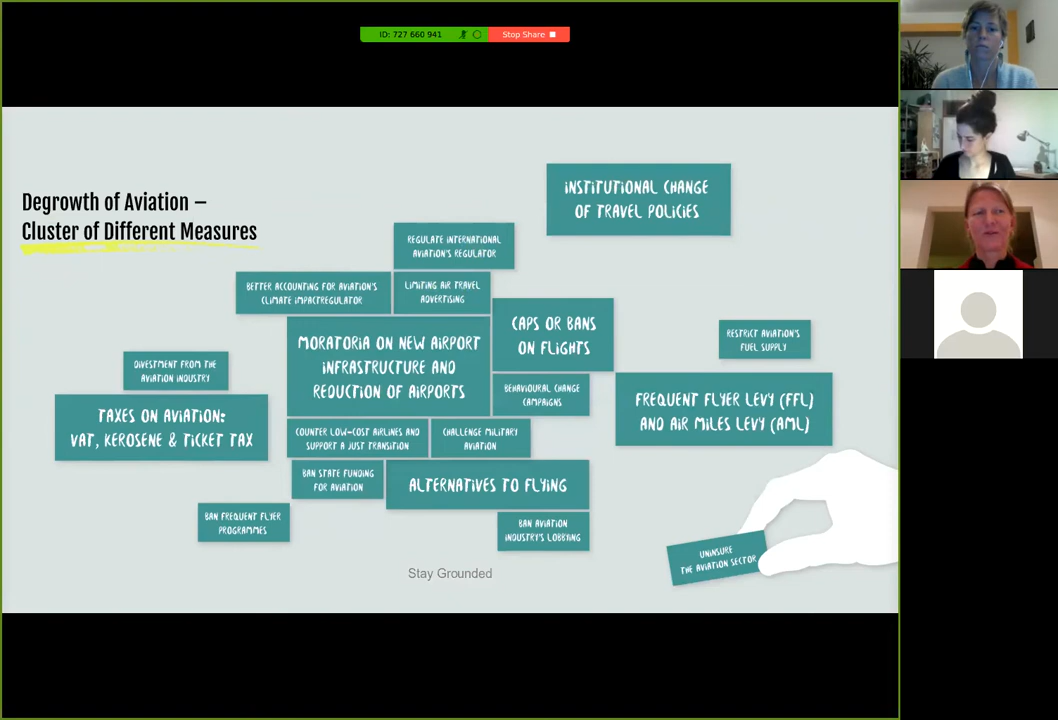 ID: 727 660 941
Stop Share
Degrowth of Aviation –
Cluster of Different Measures
INSTITUTIONAL CHANGE
OF TRAVEL POLICIES
REGULATE INTERNATIONAL
AVIATION'S REGULATOR
BETTER ACCOUNTING FOR AVIATION'S
CLIMATE IMPACTREGULATOR
LIMITING AIR TRAVEL
ADVERTISING
CAPS OR BANS
ON FLIGHTS
MORATORIA ON NEW AIRPORT
INFRASTRUCTURE AND
REDUCTION OF AIRPORTS
RESTRICT AVIATION'S
FUEL SUPPLY
DIVESTMENT FROM THE
AVIATION INDUSTRY
BEHAVIOURAL CHANGE
CAMPAIGNS
FREQUENT FLYER LEVY (FFL)
AND AIR MILES LEVY (AML)
TAXES ON AVIATION:
VAT, KEROSENE & TICKET TAX
COUNTER LOW-COST AIRLINES AND
SUPPORT A JUST TRANSITION
CHALLENGE MILITARY
AVIATION
BAN STATE FUNDING
FOR AVIATION
ALTERNATIVES TO FLYING
BAN FREQUENT FLYER
PROGRAMMES
BAN AVIATION
INDUSTRY'S LOBBYING
UNINSURE
THE AVIATION SECTOR
Stay Grounded